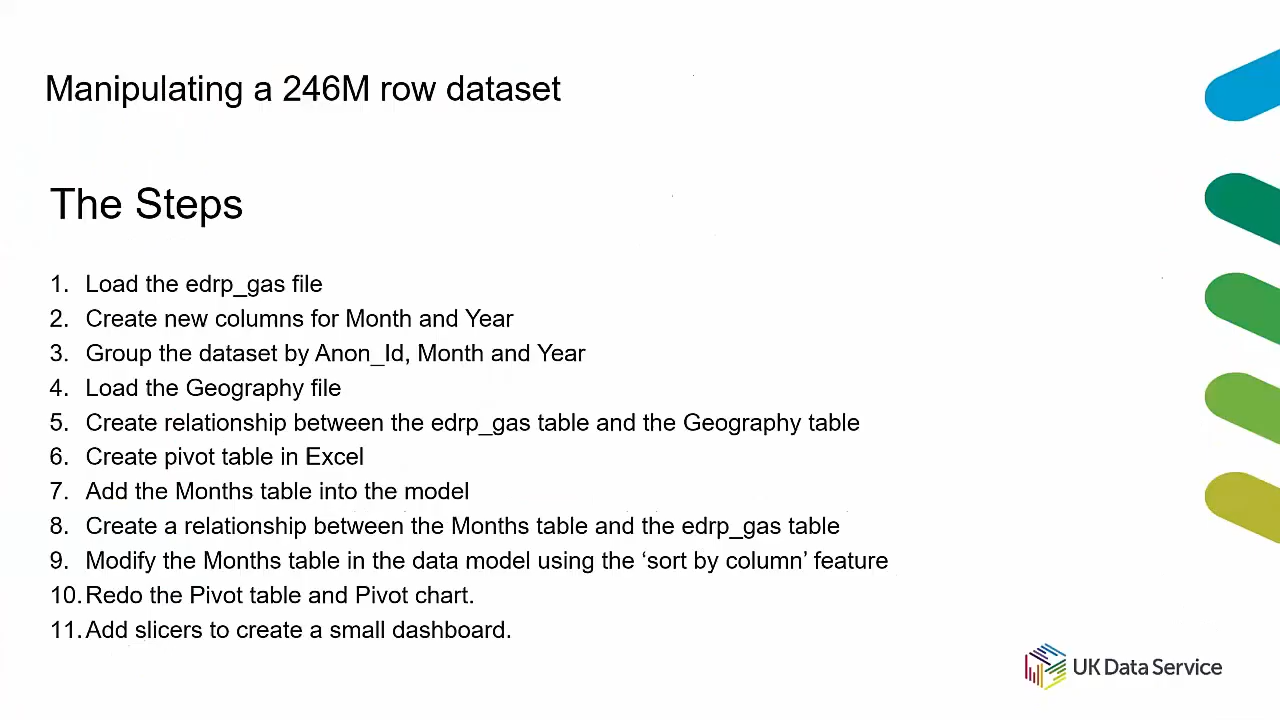 Manipulating a 246M row dataset
The Steps
1. Load the edrp_gas file
2. Create new columns for Month and Year
3. Group the dataset by Anon_Id, Month and Year
4. Load the Geography file
5. Create relationship between the edrp_gas table and the Geography table
6. Create pivot table in Excel
7. Add the Months table into the model
8. Create a relationship between the Months table and the edrp_gas table
9. Modify the Months table in the data model using the ‘sort by column’ feature
10. Redo the Pivot table and Pivot chart.
11. Add slicers to create a small dashboard.
UK Data Service